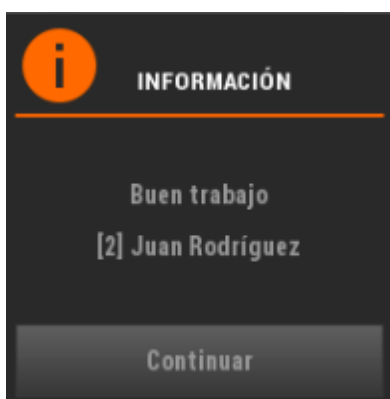 i
INFORMACIÓN
Buen trabajo
[2] Juan Rodríguez
Continuar